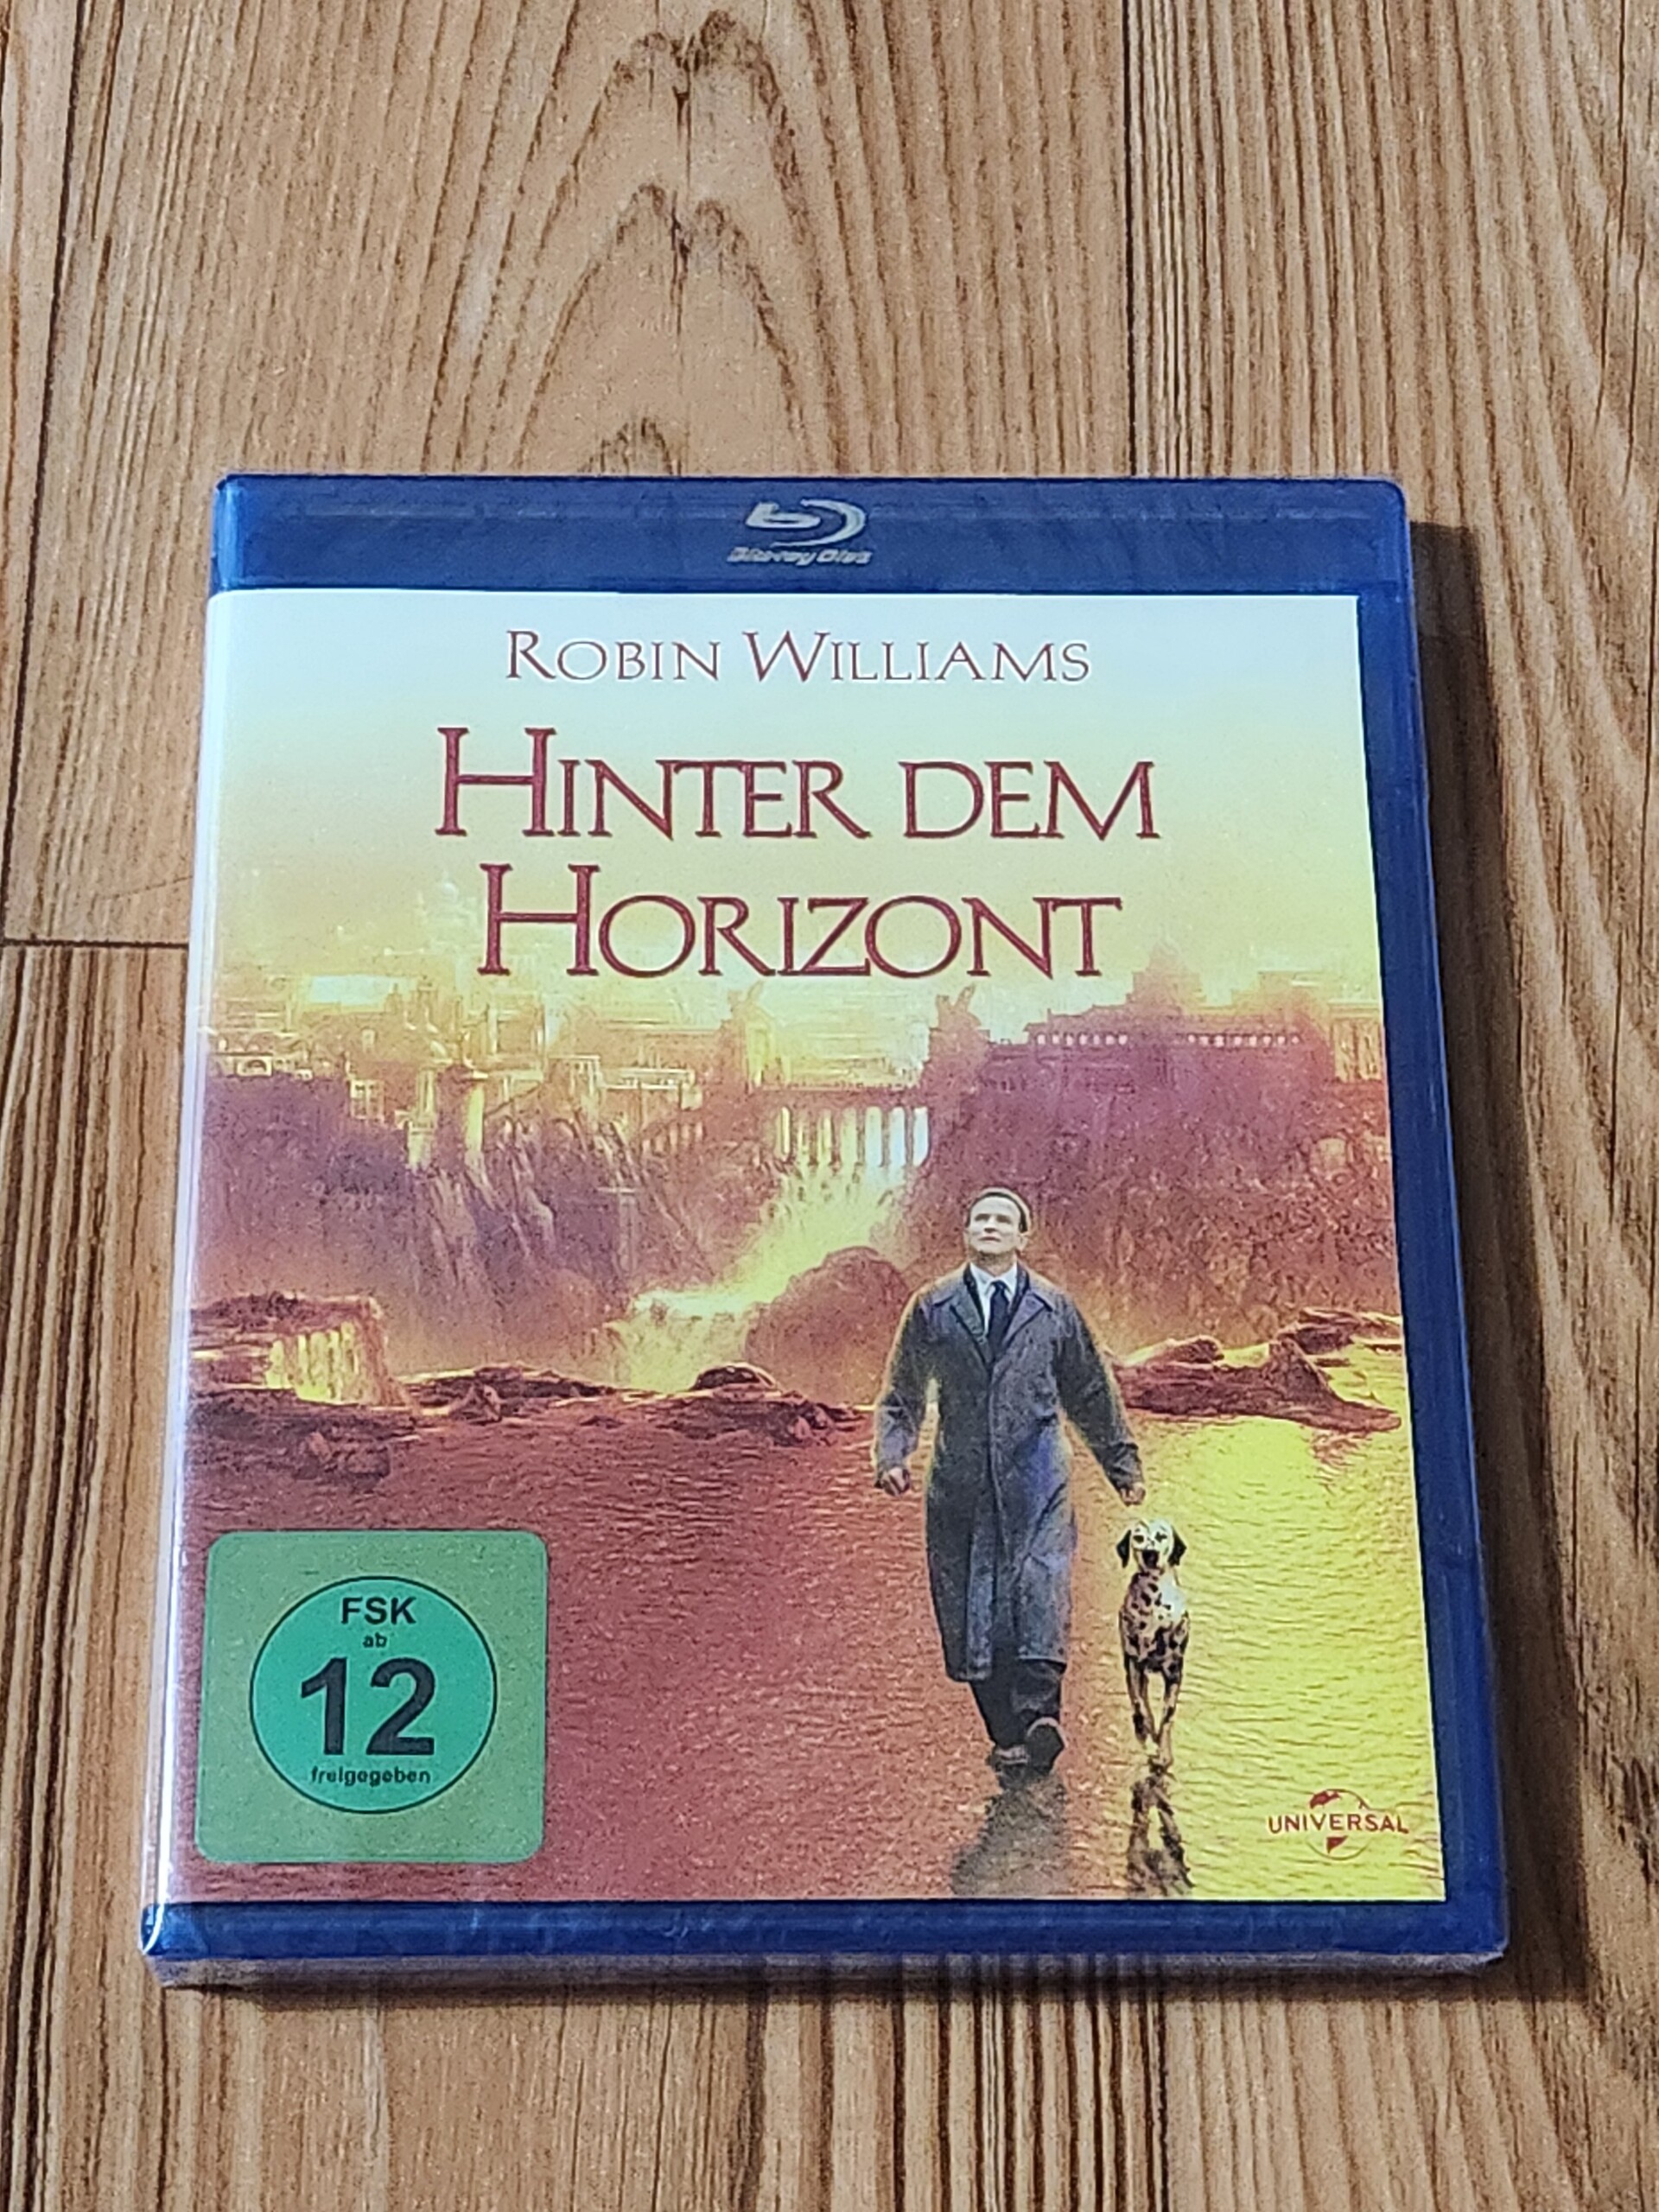 Blu-ray Disc
ROBIN WILLIAMS
HINTER DEM
HORIZONT
FSK
ab
12
freigegeben
UNIVERSAL